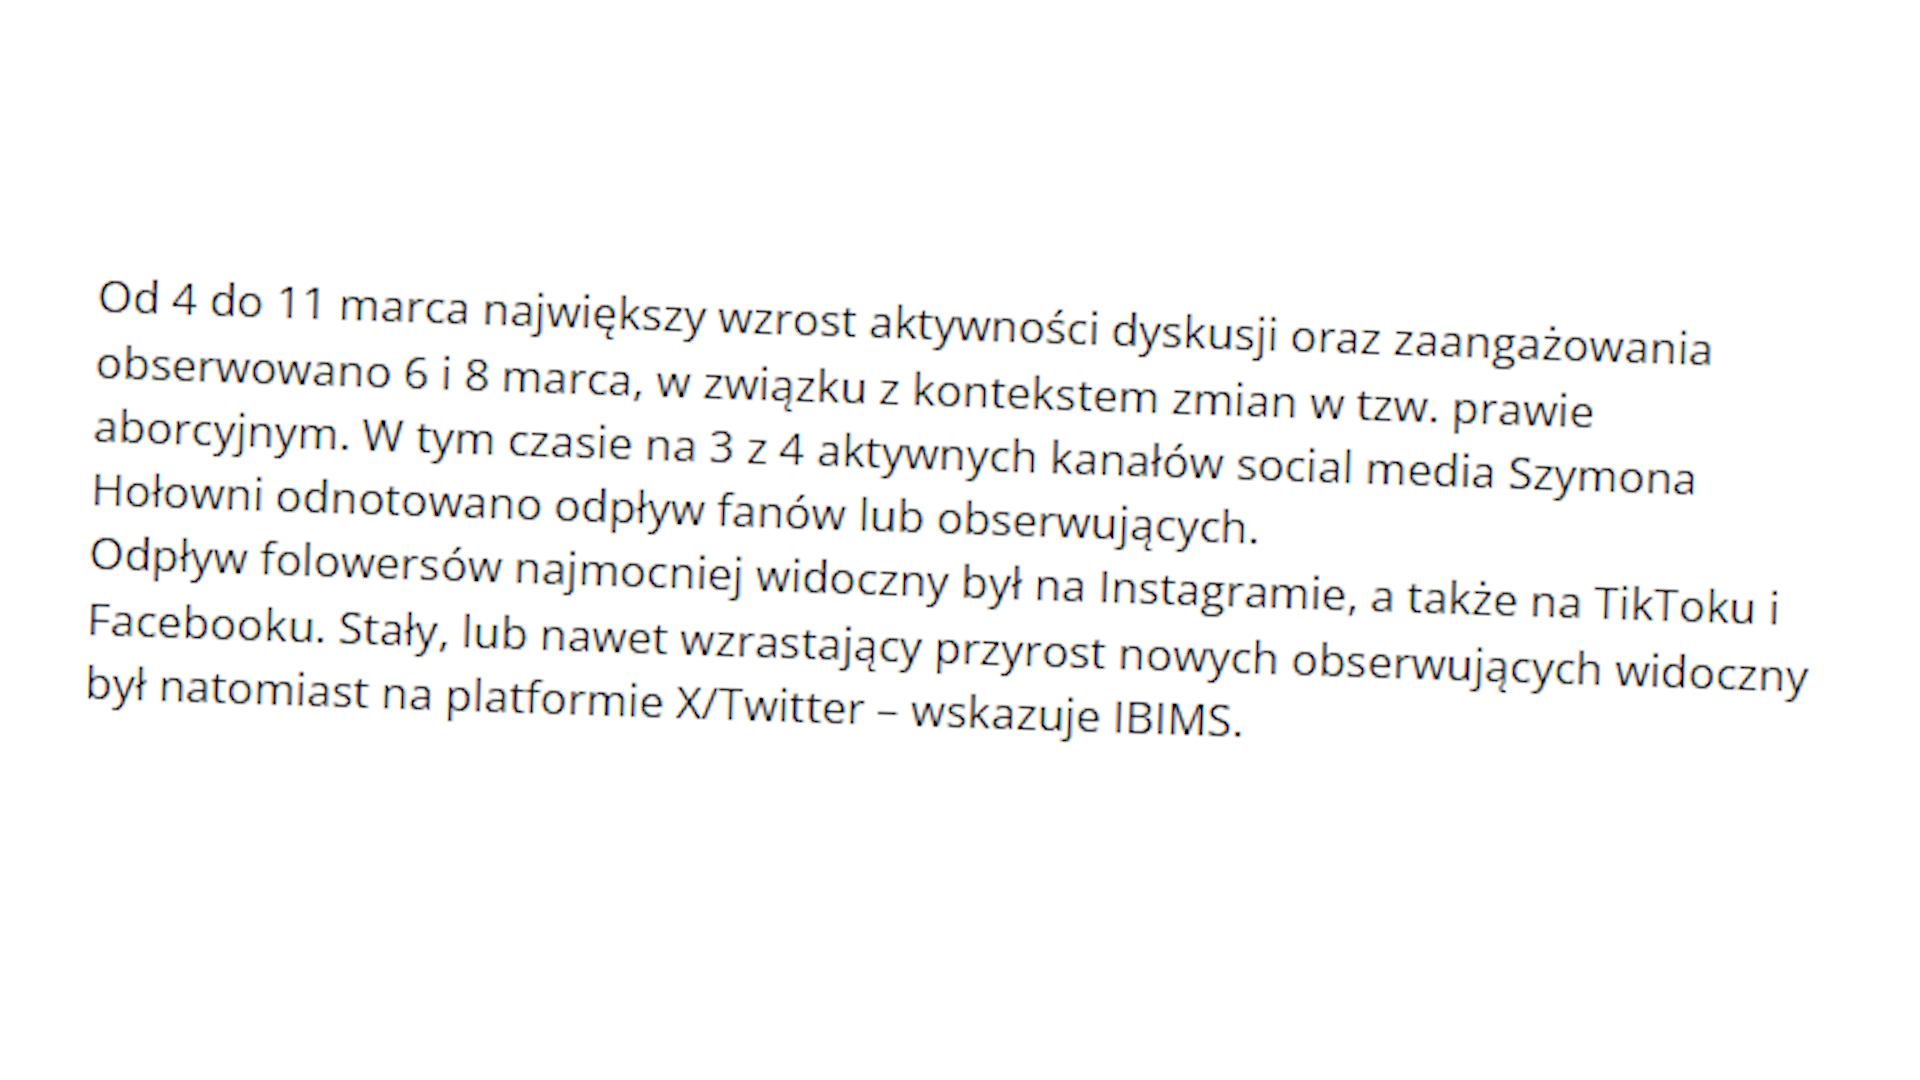 Od 4 do 11 marca największy wzrost aktywności dyskusji oraz zaangażowania
obserwowano 6 i 8 marca, w związku z kontekstem zmian w tzw. prawie
aborcyjnym. W tym czasie na 3 z 4 aktywnych kanałów social media Szymona
Hołowni odnotowano odpływ fanów lub obserwujących.
Odpływ folowersów najmocniej widoczny był na Instagramie, a także na TikToku i
Facebooku. Stały, lub nawet wzrastający przyrost nowych obserwujących widoczny
był natomiast na platformie X/Twitter – wskazuje IBIMS.